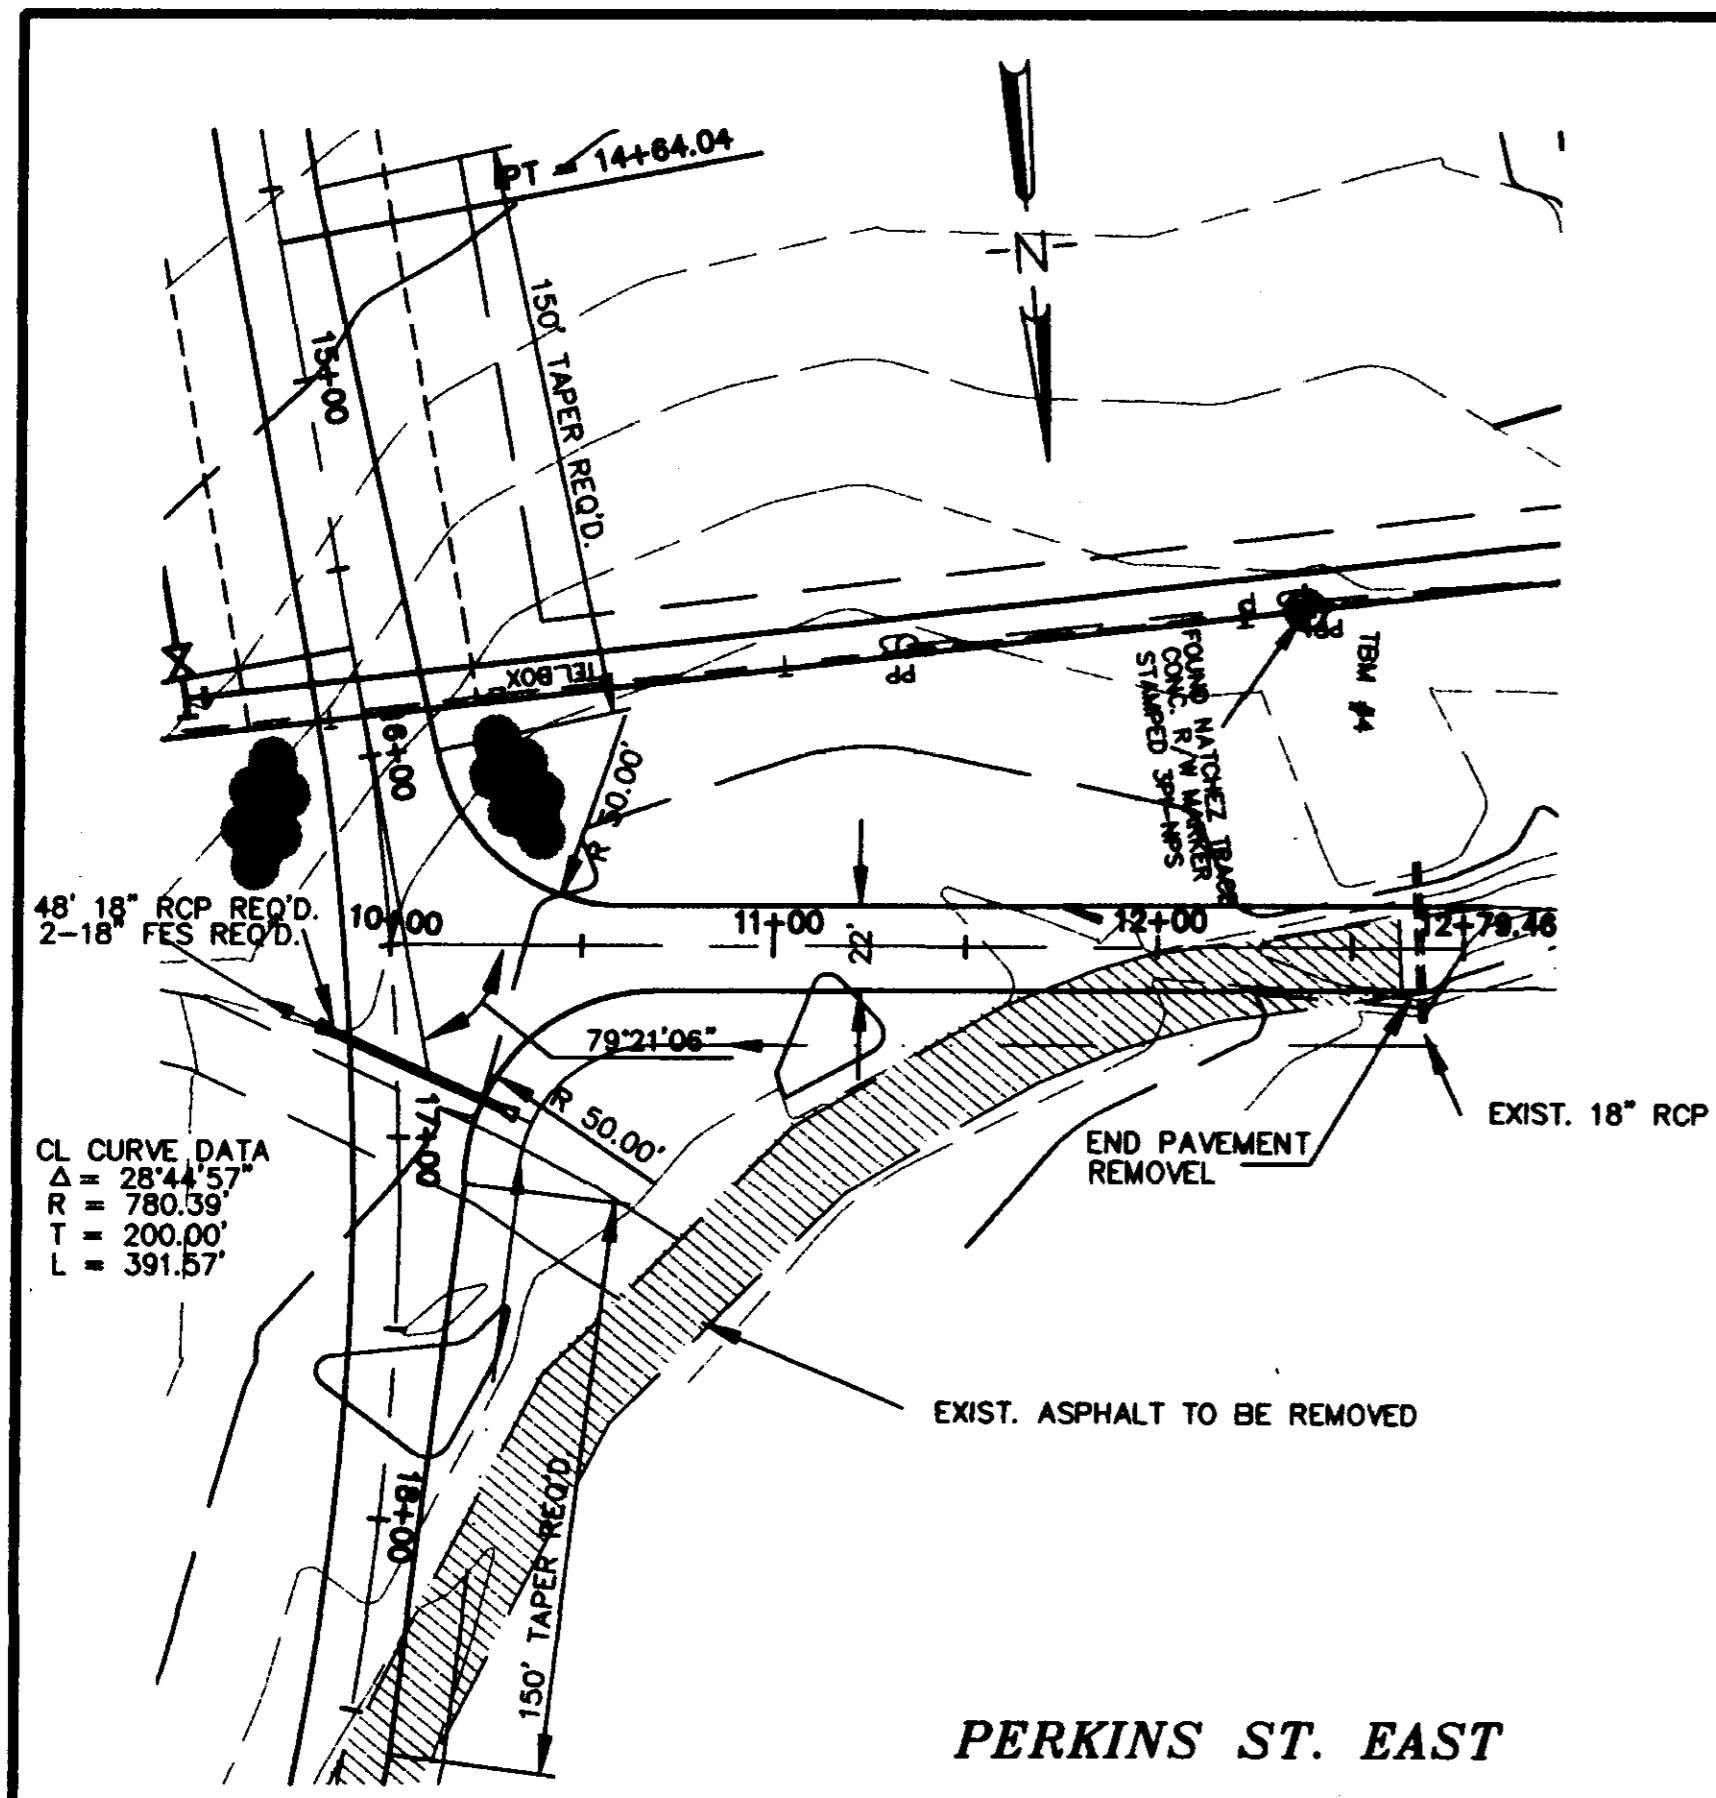 PT = 14+64.04
N
15+00
150' TAPER REQ'D.
TEL.BOX
PP
PP
TBM #4
FOUND NATCHEZ TRACE
CONC. R/W MARKER
STAMPED
16+00
R 50.00'
48' 18" RCP REQ'D.
2-18" FES REQ'D.
10+00
11+00
22'
12+00
12+79.46
79°21'06"
R 50.00'
17+00
CL CURVE DATA
Δ = 28°44'57"
R = 780.39'
T = 200.00'
L = 391.57'
END PAVEMENT
REMOVEL
EXIST. 18" RCP
EXIST. ASPHALT TO BE REMOVED
18+00
150' TAPER REQ'D.
PERKINS ST. EAST